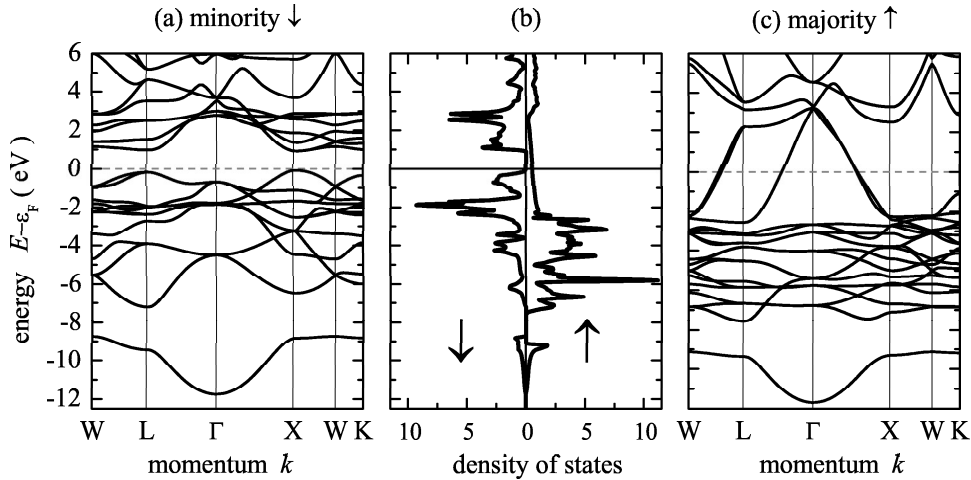 (a) minority ↓ (b) (c) majority ↑
6
4
2
0
-2
-4
-6
-8
-10
-12
energy E−ε_F ( eV )
W L Γ X W K
10 5 0 5 10
W L Γ X W K
momentum k
density of states
momentum k